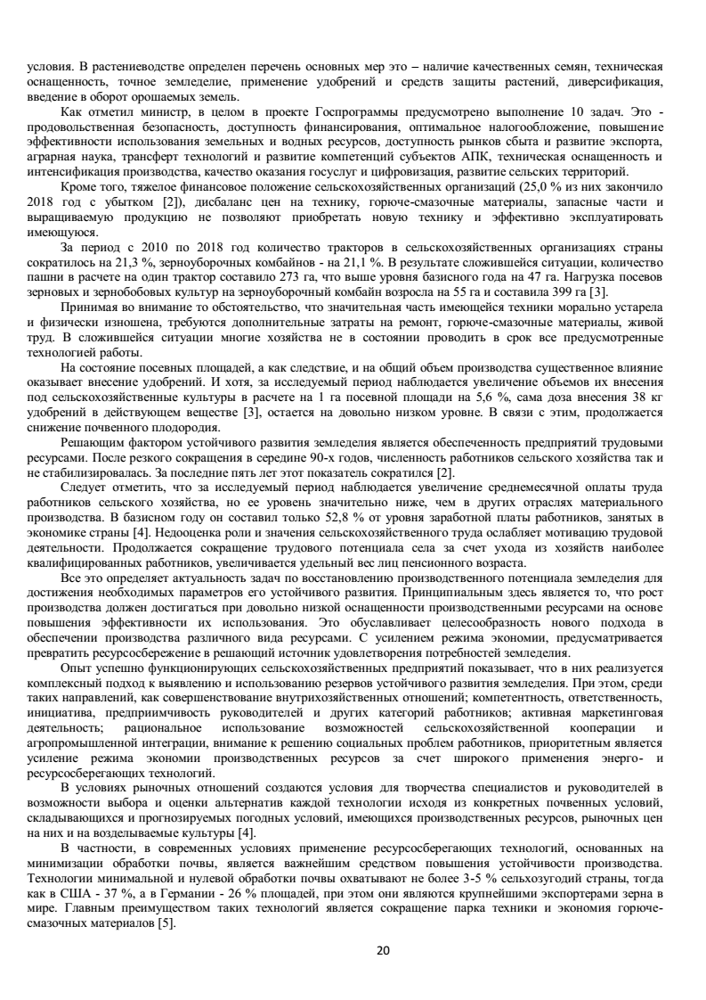 условия. В растениеводстве определен перечень основных мер это – наличие качественных семян, техническая
оснащенность, точное земледелие, применение удобрений и средств защиты растений, диверсификация,
введение в оборот орошаемых земель.
Как отметил министр, в целом в проекте Госпрограммы предусмотрено выполнение 10 задач. Это -
продовольственная безопасность, доступность финансирования, оптимальное налогообложение, повышение
эффективности использования земельных и водных ресурсов, доступность рынков сбыта и развитие экспорта,
аграрная наука, трансферт технологий и развитие компетенций субъектов АПК, техническая оснащенность и
интенсификация производства, качество оказания госуслуг и цифровизация, развитие сельских территорий.
Кроме того, тяжелое финансовое положение сельскохозяйственных организаций (25,0 % из них закончило
2018 год с убытком [2]), дисбаланс цен на технику, горюче-смазочные материалы, запасные части и
выращиваемую продукцию не позволяют приобретать новую технику и эффективно эксплуатировать
имеющуюся.
За период с 2010 по 2018 год количество тракторов в сельскохозяйственных организациях страны
сократилось на 21,3 %, зерноуборочных комбайнов - на 21,1 %. В результате сложившейся ситуации, количество
пашни в расчете на один трактор составило 273 га, что выше уровня базисного года на 47 га. Нагрузка посевов
зерновых и зернобобовых культур на зерноуборочный комбайн возросла на 55 га и составила 399 га [3].
Принимая во внимание то обстоятельство, что значительная часть имеющейся техники морально устарела
и физически изношена, требуются дополнительные затраты на ремонт, горюче-смазочные материалы, живой
труд. В сложившейся ситуации многие хозяйства не в состоянии проводить в срок все предусмотренные
технологией работы.
На состояние посевных площадей, а как следствие, и на общий объем производства существенное влияние
оказывает внесение удобрений. И хотя, за исследуемый период наблюдается увеличение объемов их внесения
под сельскохозяйственные культуры в расчете на 1 га посевной площади на 5,6 %, сама доза внесения 38 кг
удобрений в действующем веществе [3], остается на довольно низком уровне. В связи с этим, продолжается
снижение почвенного плодородия.
Решающим фактором устойчивого развития земледелия является обеспеченность предприятий трудовыми
ресурсами. После резкого сокращения в середине 90-х годов, численность работников сельского хозяйства так и
не стабилизировалась. За последние пять лет этот показатель сократился [2].
Следует отметить, что за исследуемый период наблюдается увеличение среднемесячной оплаты труда
работников сельского хозяйства, но ее уровень значительно ниже, чем в других отраслях материального
производства. В базисном году он составил только 52,8 % от уровня заработной платы работников, занятых в
экономике страны [4]. Недооценка роли и значения сельскохозяйственного труда ослабляет мотивацию трудовой
деятельности. Продолжается сокращение трудового потенциала села за счет ухода из хозяйств наиболее
квалифицированных работников, увеличивается удельный вес лиц пенсионного возраста.
Все это определяет актуальность задач по восстановлению производственного потенциала земледелия для
достижения необходимых параметров его устойчивого развития. Принципиальным здесь является то, что рост
производства должен достигаться при довольно низкой оснащенности производственными ресурсами на основе
повышения эффективности их использования. Это обуславливает целесообразность нового подхода в
обеспечении производства различного вида ресурсами. С усилением режима экономии, предусматривается
превратить ресурсосбережение в решающий источник удовлетворения потребностей земледелия.
Опыт успешно функционирующих сельскохозяйственных предприятий показывает, что в них реализуется
комплексный подход к выявлению и использованию резервов устойчивого развития земледелия. При этом, среди
таких направлений, как совершенствование внутрихозяйственных отношений; компетентность, ответственность,
инициатива, предприимчивость руководителей и других категорий работников; активная маркетинговая
деятельность; рациональное использование возможностей сельскохозяйственной кооперации и
агропромышленной интеграции, внимание к решению социальных проблем работников, приоритетным является
усиление режима экономии производственных ресурсов за счет широкого применения энерго- и
ресурсосберегающих технологий.
В условиях рыночных отношений создаются условия для творчества специалистов и руководителей в
возможности выбора и оценки альтернатив каждой технологии исходя из конкретных почвенных условий,
складывающихся и прогнозируемых погодных условий, имеющихся производственных ресурсов, рыночных цен
на них и на возделываемые культуры [4].
В частности, в современных условиях применение ресурсосберегающих технологий, основанных на
минимизации обработки почвы, является важнейшим средством повышения устойчивости производства.
Технологии минимальной и нулевой обработки почвы охватывают не более 3-5 % сельхозугодий страны, тогда
как в США - 37 %, а в Германии - 26 % площадей, при этом они являются крупнейшими экспортерами зерна в
мире. Главным преимуществом таких технологий является сокращение парка техники и экономия горюче-
смазочных материалов [5].
20